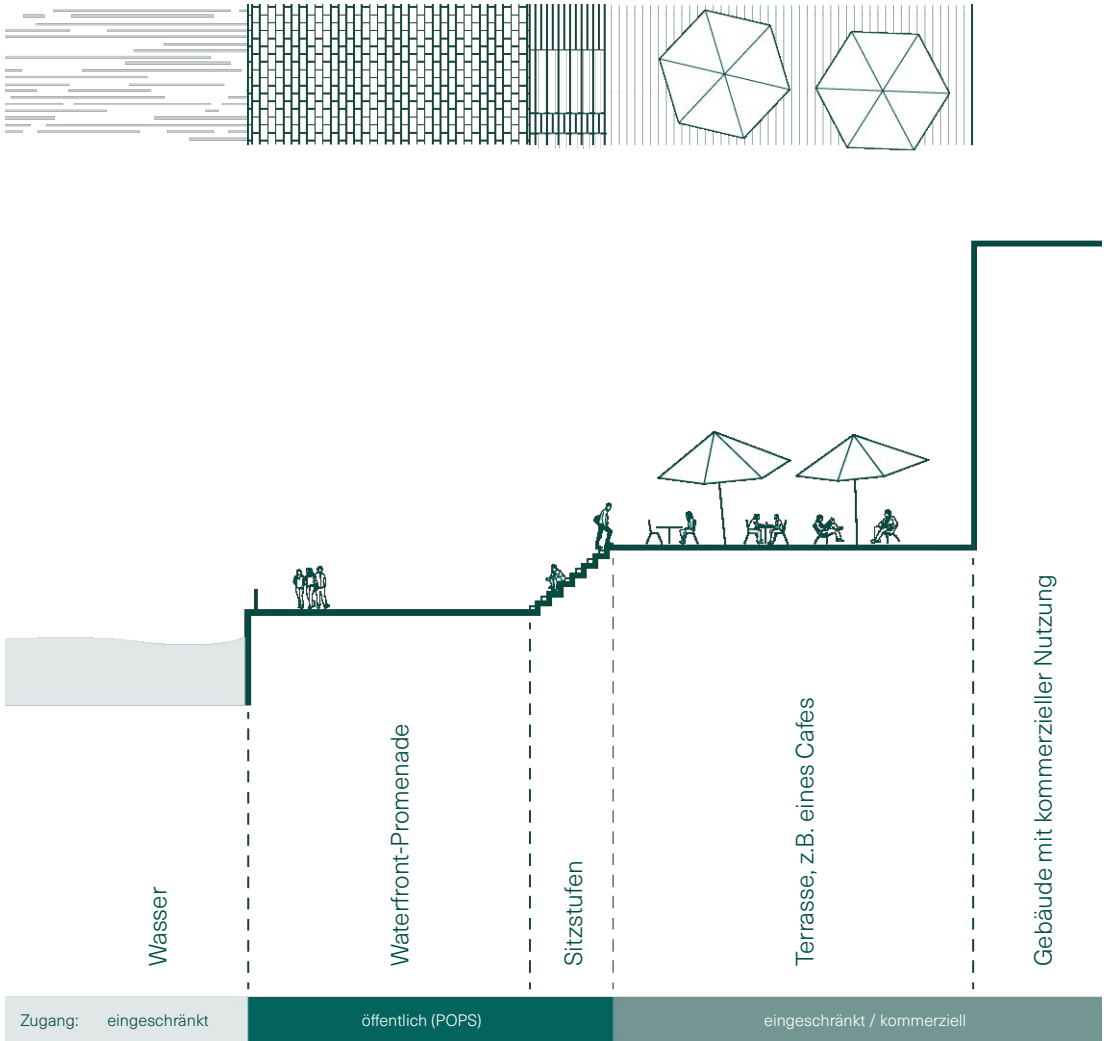 Wasser
Waterfront-Promenade
Sitzstufen
Terrasse, z.B. eines Cafes
Gebäude mit kommerzieller Nutzung
Zugang: eingeschränkt
öffentlich (POPS)
eingeschränkt / kommerziell